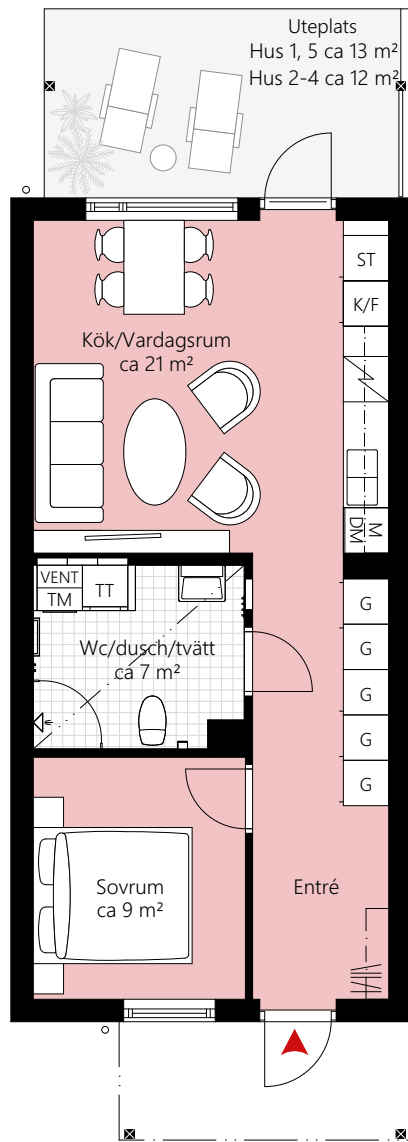 Uteplats
Hus 1, 5 ca 13 m²
Hus 2-4 ca 12 m²
ST
K/F
Kök/Vardagsrum
ca 21 m²
M
DM
VENT
TM
TT
G
Wc/dusch/tvätt
ca 7 m²
G
G
G
G
Sovrum
ca 9 m²
Entré